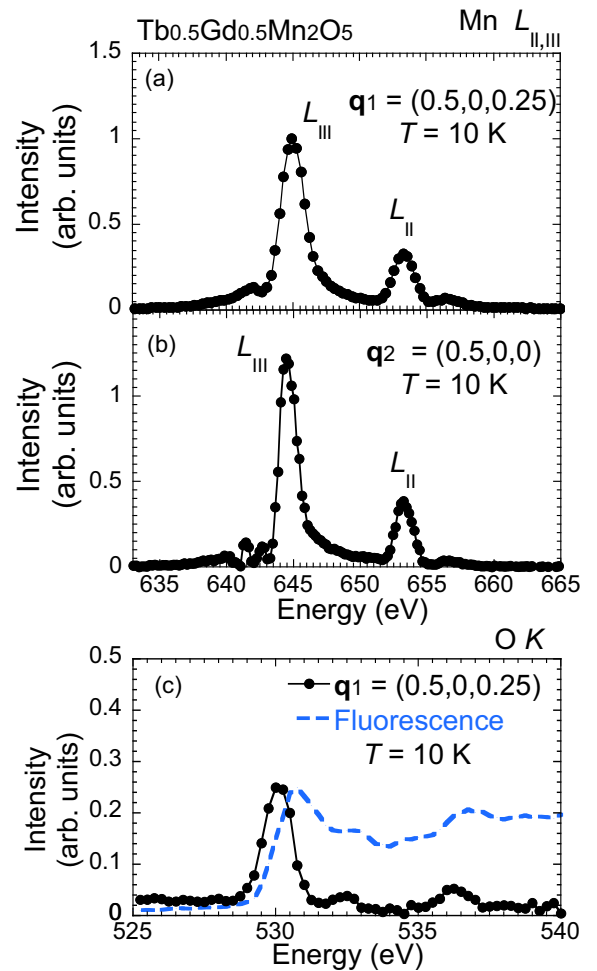 Tb0.5Gd0.5Mn2O5 Mn LII,III
1.5
(a)
q1 = (0.5,0,0.25)
T = 10 K
LIII
LII
1
0.5
0
Intensity
(arb. units)
(b)
q2 = (0.5,0,0)
T = 10 K
LIII
LII
1
0.5
0
Intensity
(arb. units)
635 640 645 650 655 660 665
Energy (eV)
O K
0.5
(c)
q1 = (0.5,0,0.25)
Fluorescence
T = 10 K
0.4
0.3
0.2
0.1
0
Intensity
(arb. units)
525 530 535 540
Energy (eV)